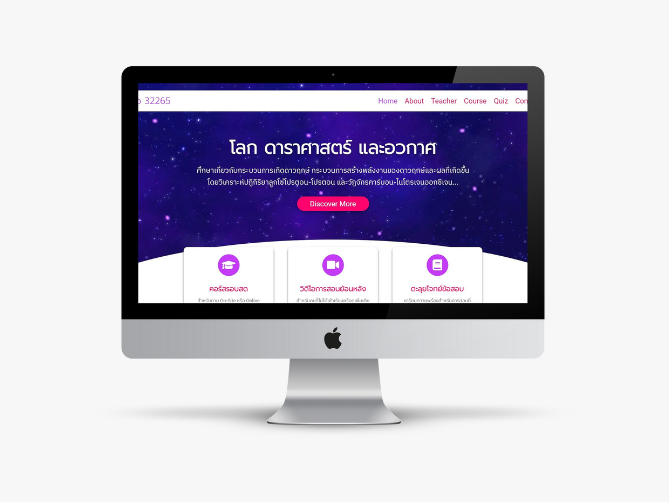 ว 32265
Home About Teacher Course Quiz Con
โลก ดาราศาสตร์ และอวกาศ
ศึกษาเกี่ยวกับกระบวนการเกิดดาวฤกษ์ กระบวนการสร้างพลังงานของดาวฤกษ์และผลที่เกิดขึ้น
โดยวิเคราะห์ปฏิกิริยาลูกโซ่โปรตอน-โปรตอน และวัฏจักรคาร์บอน-ไนโตรเจนออกซิเจน...
Discover More
คอร์สรอบสด
วิดีโอการสอนย้อนหลัง
ตะลุยโจทย์ข้อสอบ